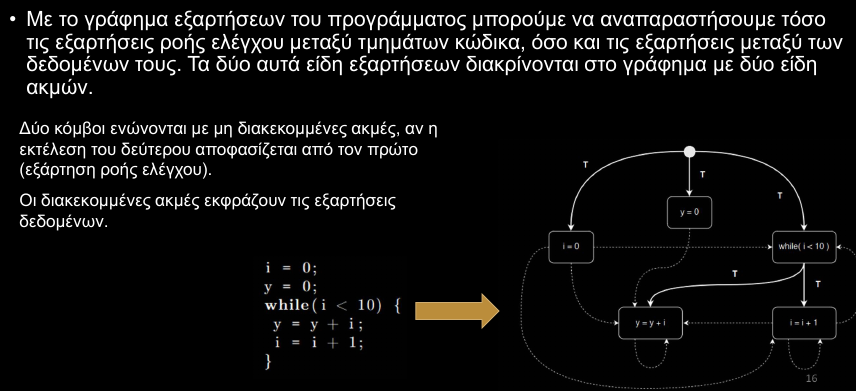 • Με το γράφημα εξαρτήσεων του προγράμματος μπορούμε να αναπαραστήσουμε τόσο
τις εξαρτήσεις ροής ελέγχου μεταξύ τμημάτων κώδικα, όσο και τις εξαρτήσεις μεταξύ των
δεδομένων τους. Τα δύο αυτά είδη εξαρτήσεων διακρίνονται στο γράφημα με δύο είδη
ακμών.
Δύο κόμβοι ενώνονται με μη διακεκομμένες ακμές, αν η
εκτέλεση του δεύτερου αποφασίζεται από τον πρώτο
(εξάρτηση ροής ελέγχου).
Οι διακεκομμένες ακμές εκφράζουν τις εξαρτήσεις
δεδομένων.
i = 0;
y = 0;
while(i < 10) {
y = y + i;
i = i + 1;
}
T
T
T
y = 0
i = 0
while( i < 10 )
T
T
y = y + i
i = i + 1
16